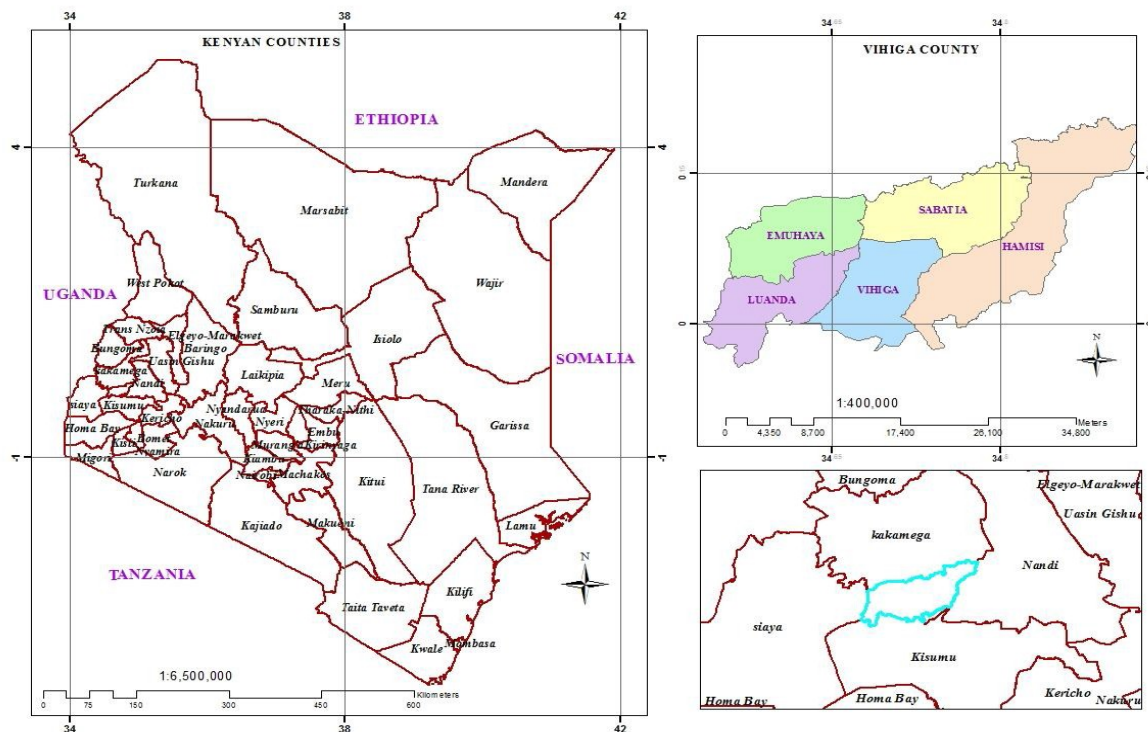 34
38
42
KENYAN COUNTIES
ETHIOPIA
4
4
Turkana
Marsabit
Mandera
Wajir
West Pokot
UGANDA
Samburu
Isiolo
SOMALIA
Trans Nzoia
Elgeyo-Marakwet
Bungoma
Baringo
Uasin Gishu
kakamega
Laikipia
Meru
Nandi
siaya
Kisumu
Nyandarua
Tharaka-Nithi
Kericho
Nyeri
Garissa
Homa Bay
Nakuru
Embu
Kisii
Bomet
Muranga
Kirinyaga
Nyamira
Migori
Kiambu
-1
-1
Narok
Nairobi
Machakos
Kitui
Tana River
Kajiado
Makueni
Lamu
N
TANZANIA
Kilifi
Taita Taveta
Mombasa
Kwale
1:6,500,000
Kilometers
0 75 150 300 450 600
34
38
42
VIHIGA COUNTY
SABATIA
EMUHAYA
HAMISI
VIHIGA
LUANDA
0
0
N
1:400,000
Meters
0 4,350 8,700 17,400 26,100 34,800
Bungoma
Elgeyo-Marakwet
Uasin Gishu
kakamega
Nandi
siaya
Kisumu
Kericho
Homa Bay
Homa Bay
Nakuru